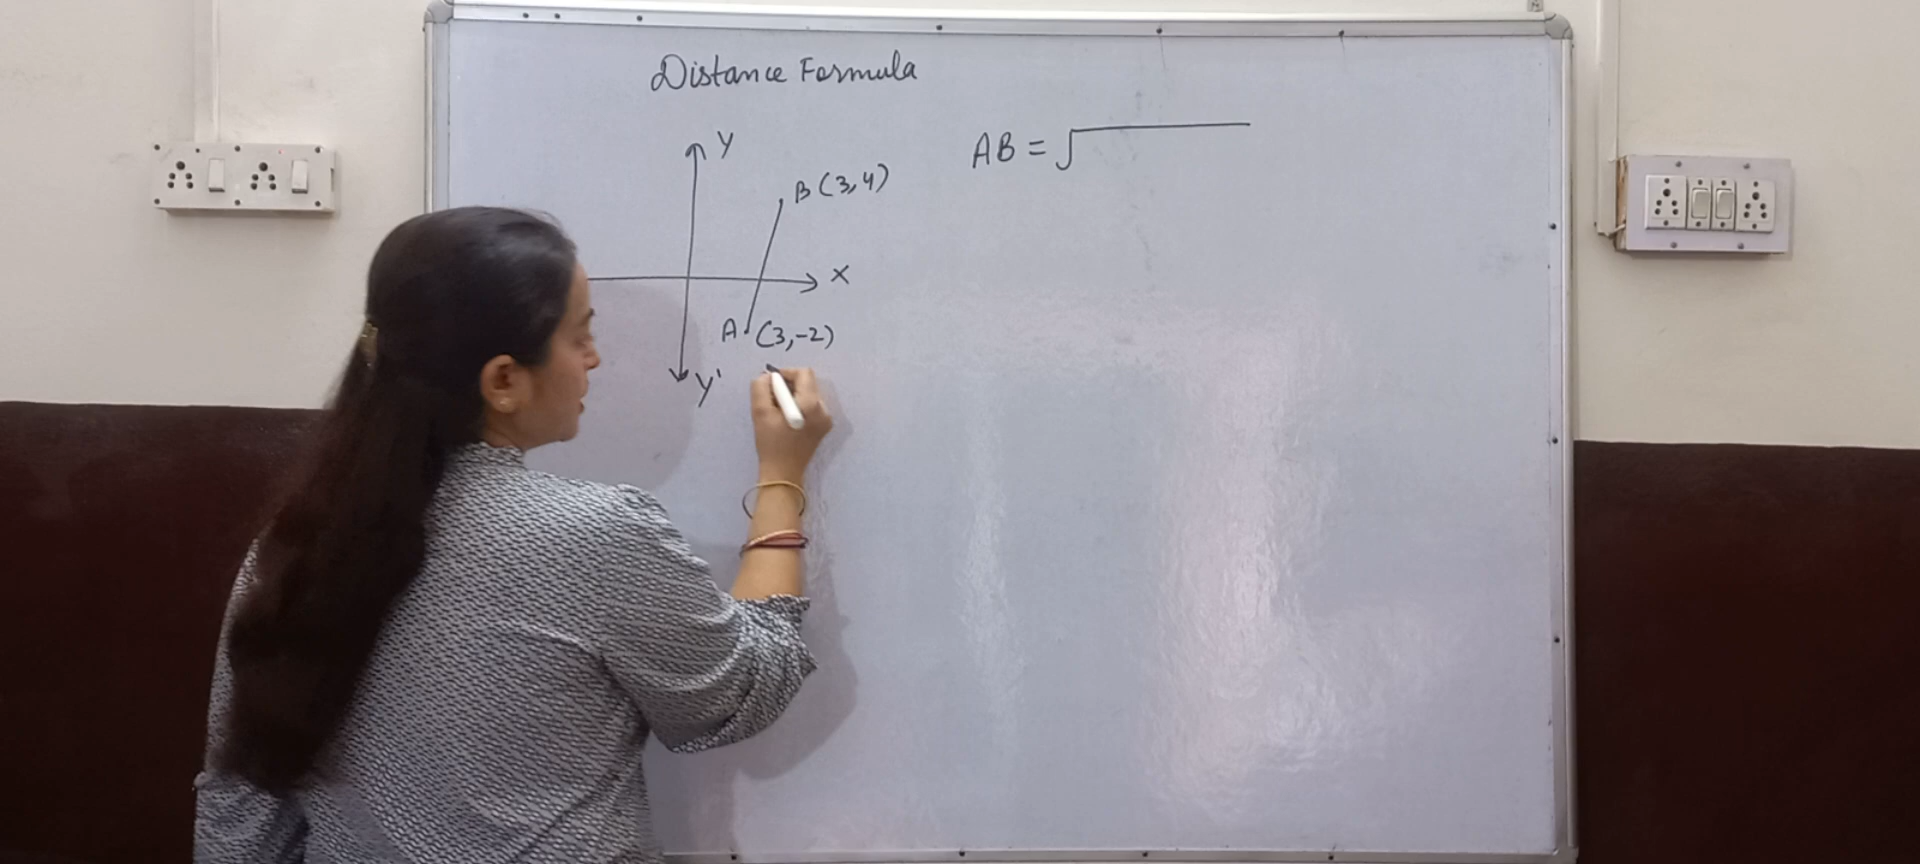 Distance Formula
Y
AB = √
B (3,4)
X
A (3,-2)
Y'